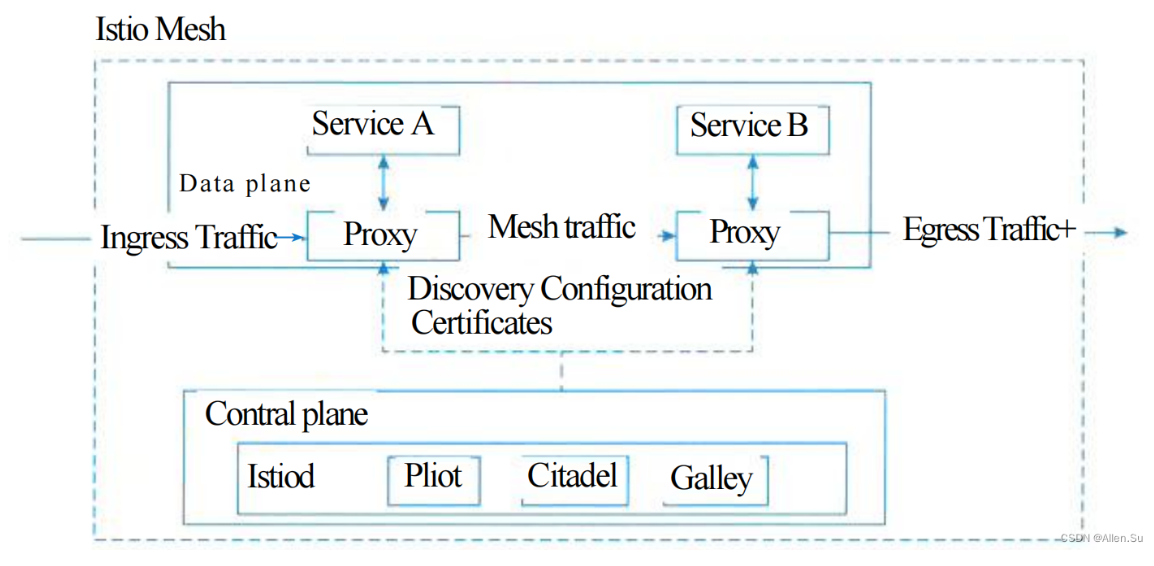 Istio Mesh
Service A
Service B
Data plane
Ingress Traffic
Proxy
Mesh traffic
Proxy
Egress Traffic+
Discovery Configuration
Certificates
Contral plane
Istiod
Pliot
Citadel
Galley
CSDN @Allen.Su